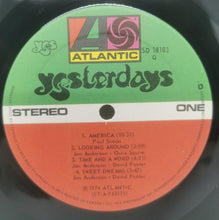 yes
ATLANTIC
SD 18103
yesterdays
STEREO
ONE
1. AMERICA (10:31)
Paul Simon
2. LOOKING AROUND (3:59)
Jon Anderson - Chris Squire
3. TIME AND A WORD (4:31)
Jon Anderson - David Foster
4. SWEET DREAMS (3:47)
Jon Anderson - David Foster
℗ 1974 ATLANTIC